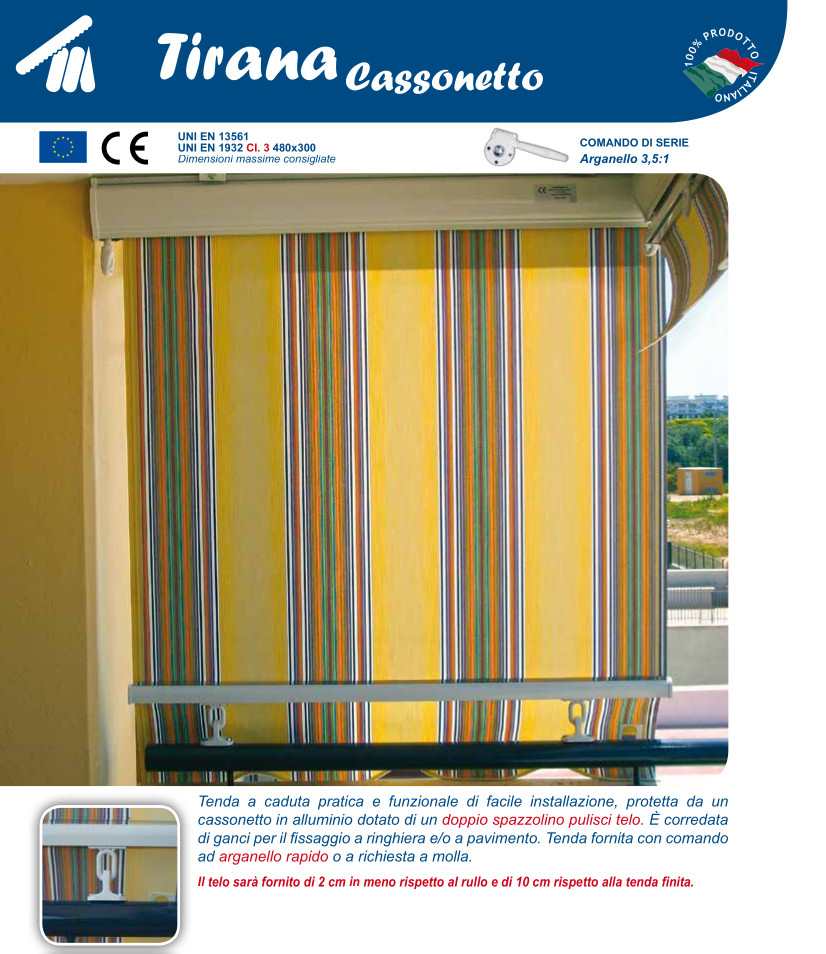 Tirana Cassonetto
100% PRODOTTO ITALIANO
CE
UNI EN 13561
UNI EN 1932 Cl. 3 480x300
Dimensioni massime consigliate
COMANDO DI SERIE
Arganello 3,5:1
Tenda a caduta pratica e funzionale di facile installazione, protetta da un
cassonetto in alluminio dotato di un doppio spazzolino pulisci telo. È corredata
di ganci per il fissaggio a ringhiera e/o a pavimento. Tenda fornita con comando
ad arganello rapido o a richiesta a molla.
Il telo sarà fornito di 2 cm in meno rispetto al rullo e di 10 cm rispetto alla tenda finita.